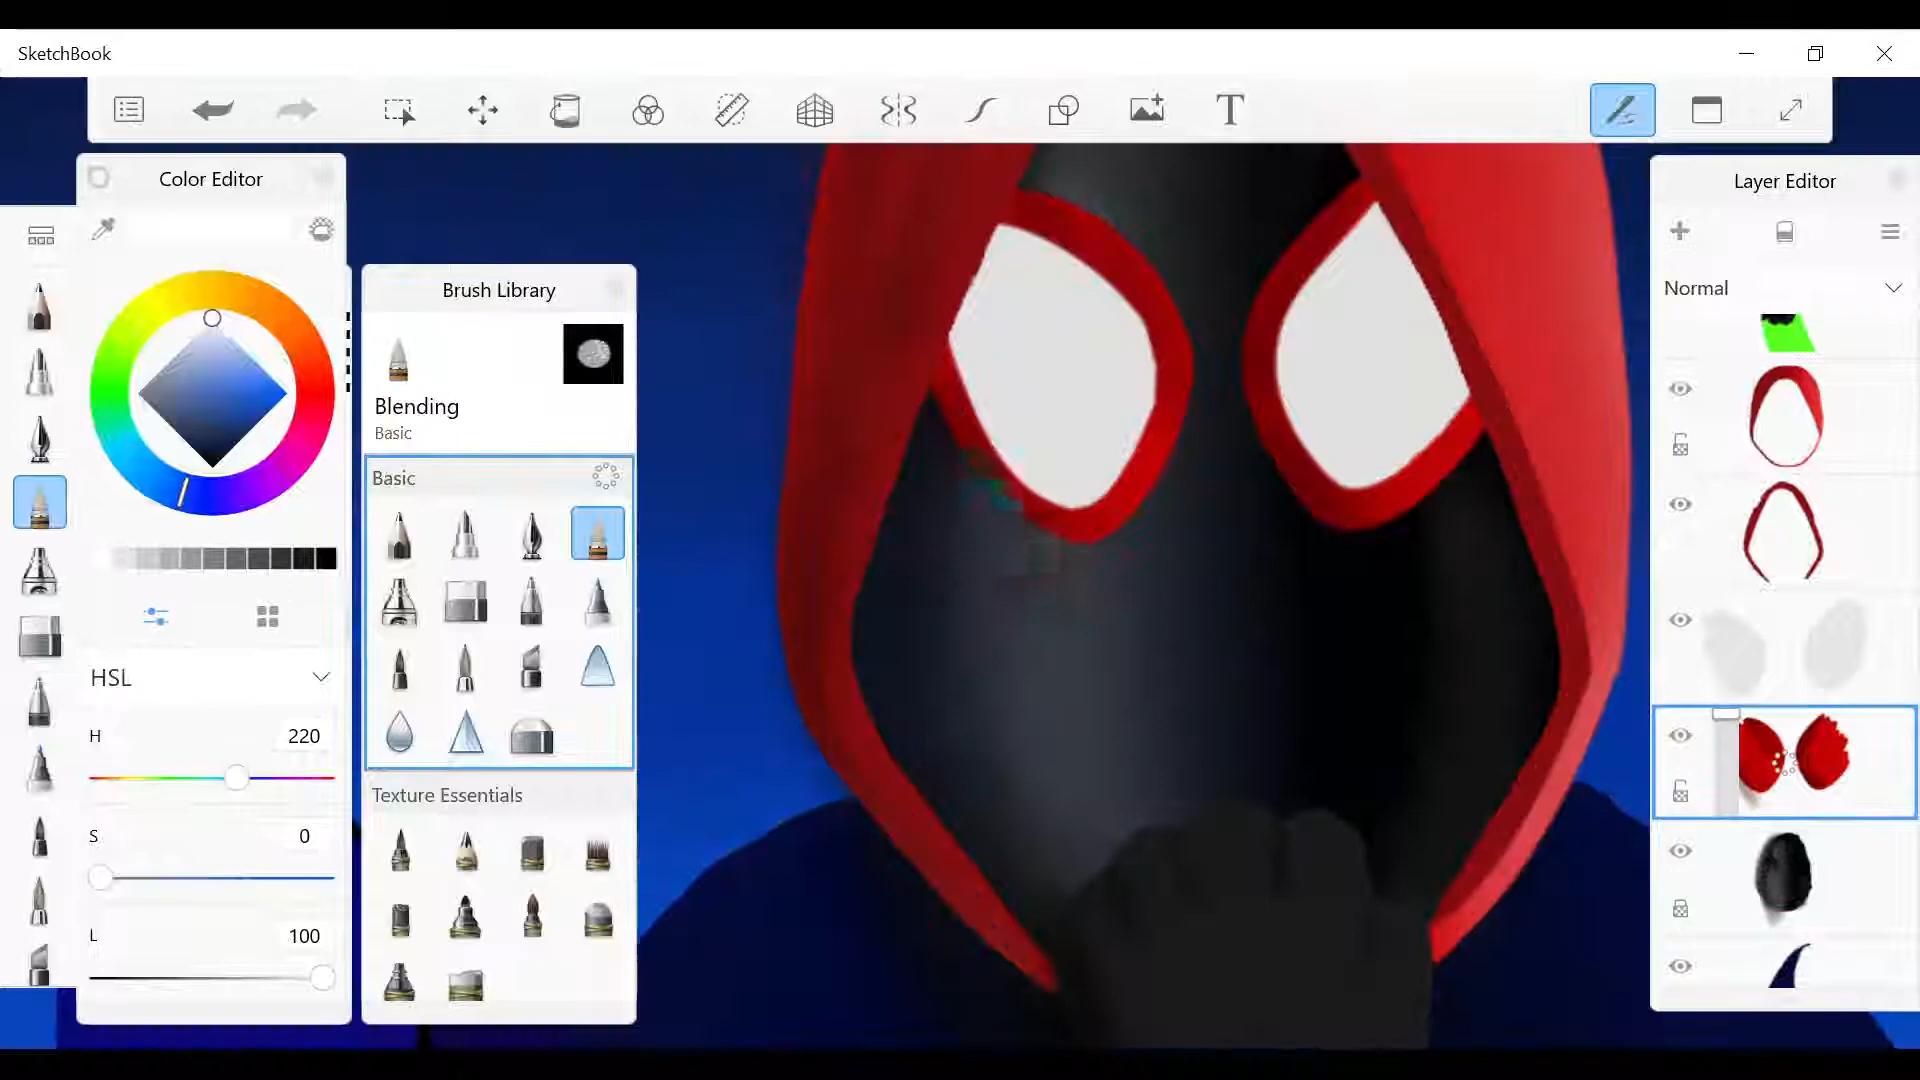 SketchBook
Color Editor
HSL
H 220
S 0
L 100
Brush Library
Blending
Basic
Basic
Texture Essentials
Layer Editor
Normal